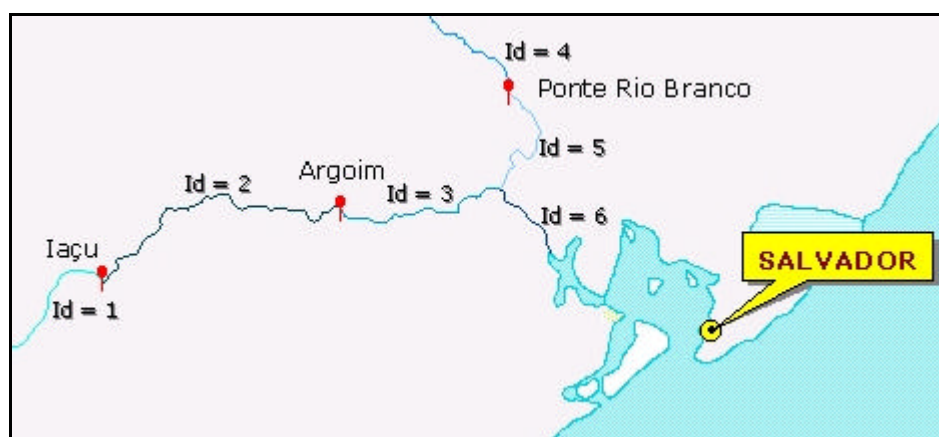 Id = 4
Ponte Rio Branco
Id = 5
Argoim
Id = 2
Id = 3
Id = 6
Iaçu
SALVADOR
Id = 1